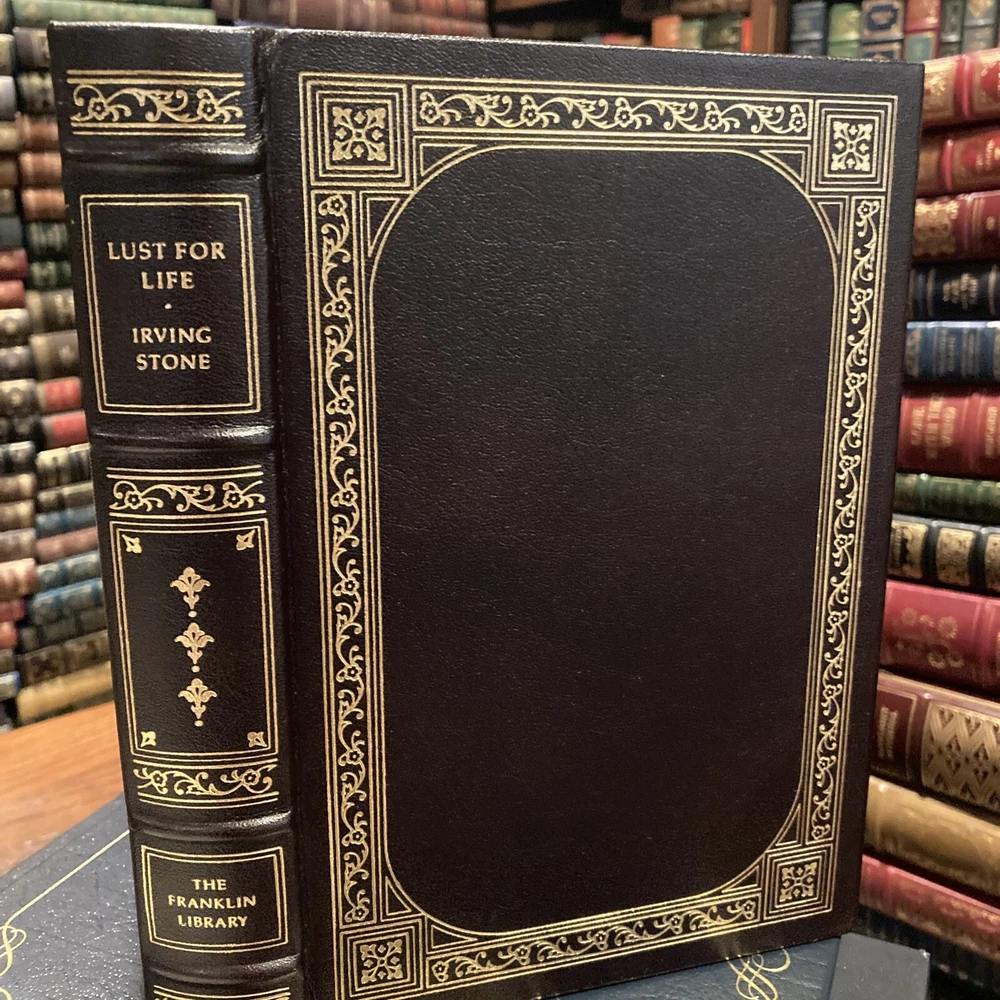 LUST FOR
LIFE
IRVING
STONE
THE
FRANKLIN
LIBRARY